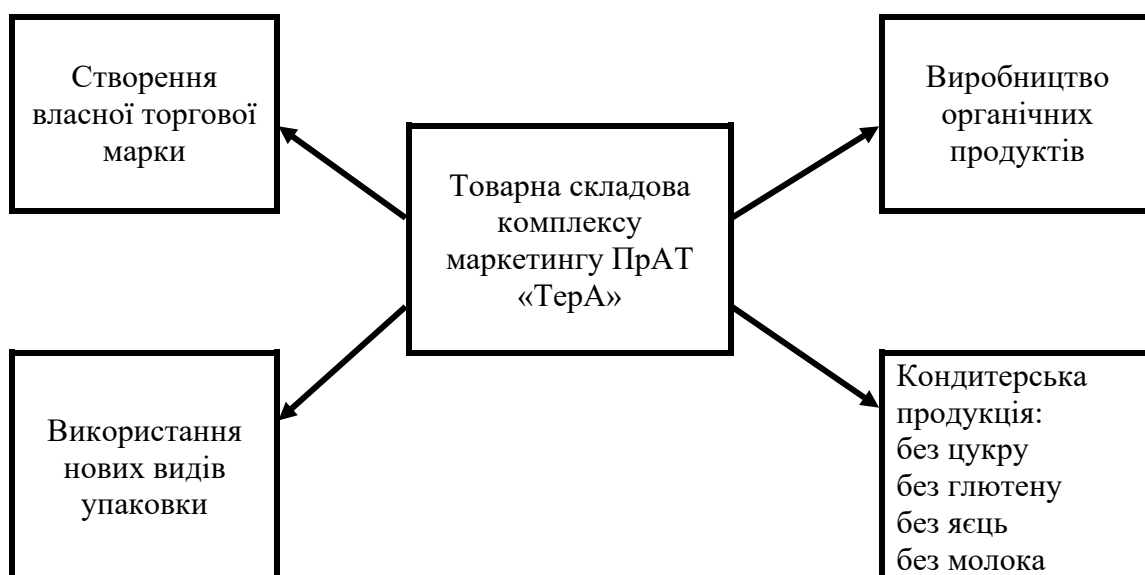 Створення
власної торгової
марки
Виробництво
органічних
продуктів
Товарна складова
комплексу
маркетингу ПрАТ
«ТерА»
Використання
нових видів
упаковки
Кондитерська
продукція:
без цукру
без глютену
без яєць
без молока